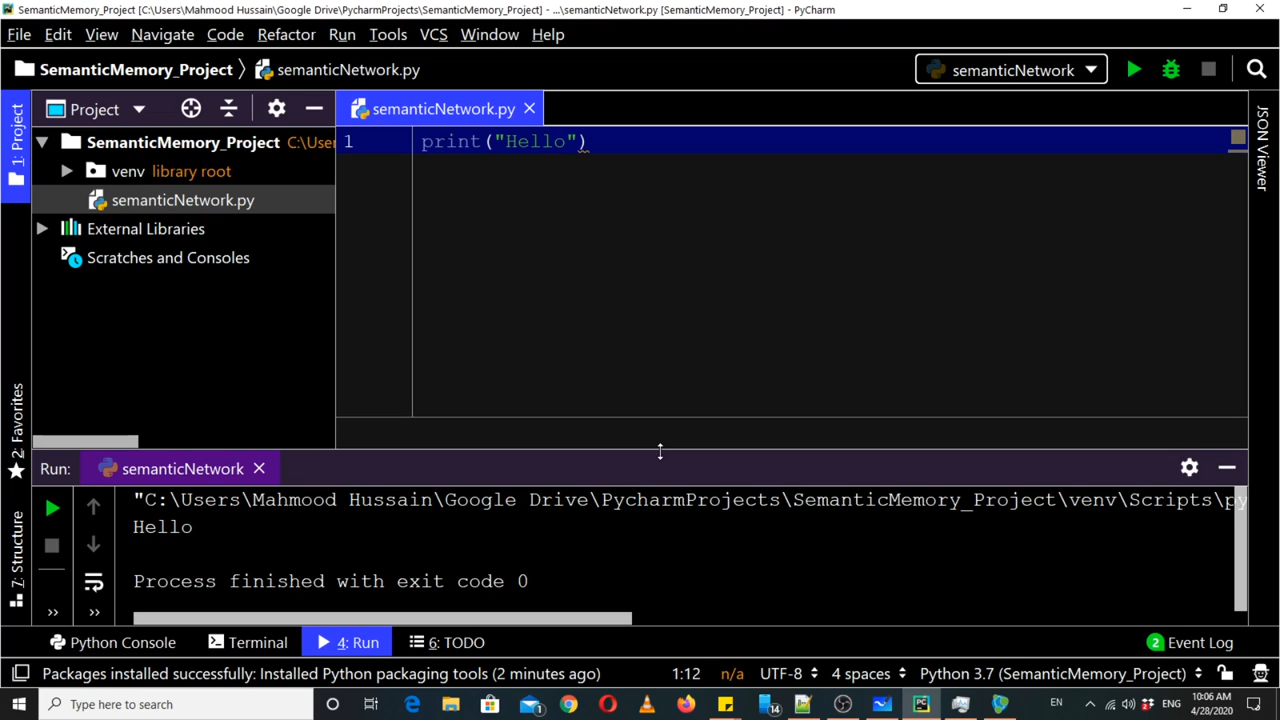 SemanticMemory_Project [C:\Users\Mahmood Hussain\Google Drive\PycharmProjects\SemanticMemory_Project] - ...\semanticNetwork.py [SemanticMemory_Project] - PyCharm
File Edit View Navigate Code Refactor Run Tools VCS Window Help
SemanticMemory_Project semanticNetwork.py semanticNetwork
1: Project
Project
semanticNetwork.py
JSON Viewer
SemanticMemory_Project C:\User
1 print("Hello")
venv library root
semanticNetwork.py
External Libraries
Scratches and Consoles
2: Favorites
7: Structure
Run: semanticNetwork
"C:\Users\Mahmood Hussain\Google Drive\PycharmProjects\SemanticMemory_Project\venv\Scripts\py
Hello
Process finished with exit code 0
Python Console Terminal 4: Run 6: TODO 2 Event Log
Packages installed successfully: Installed Python packaging tools (2 minutes ago) 1:12 n/a UTF-8 4 spaces Python 3.7 (SemanticMemory_Project)
Type here to search 1 14 PC EN ENG 10:06 AM
4/28/2020